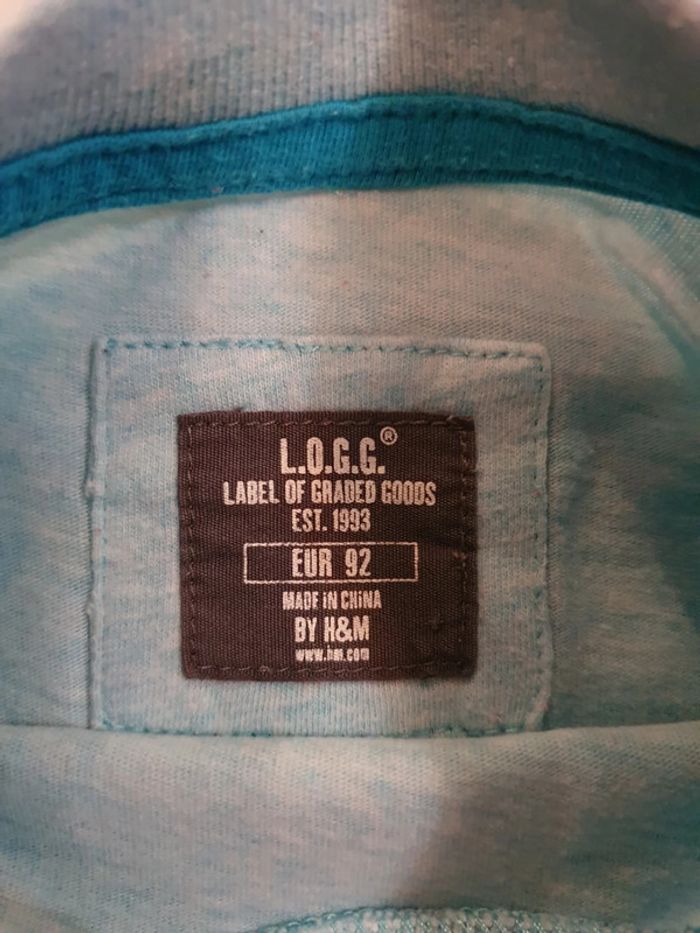 L.O.G.G.®
LABEL OF GRADED GOODS
EST. 1993
EUR 92
MADE IN CHINA
BY H&M
www.hm.com